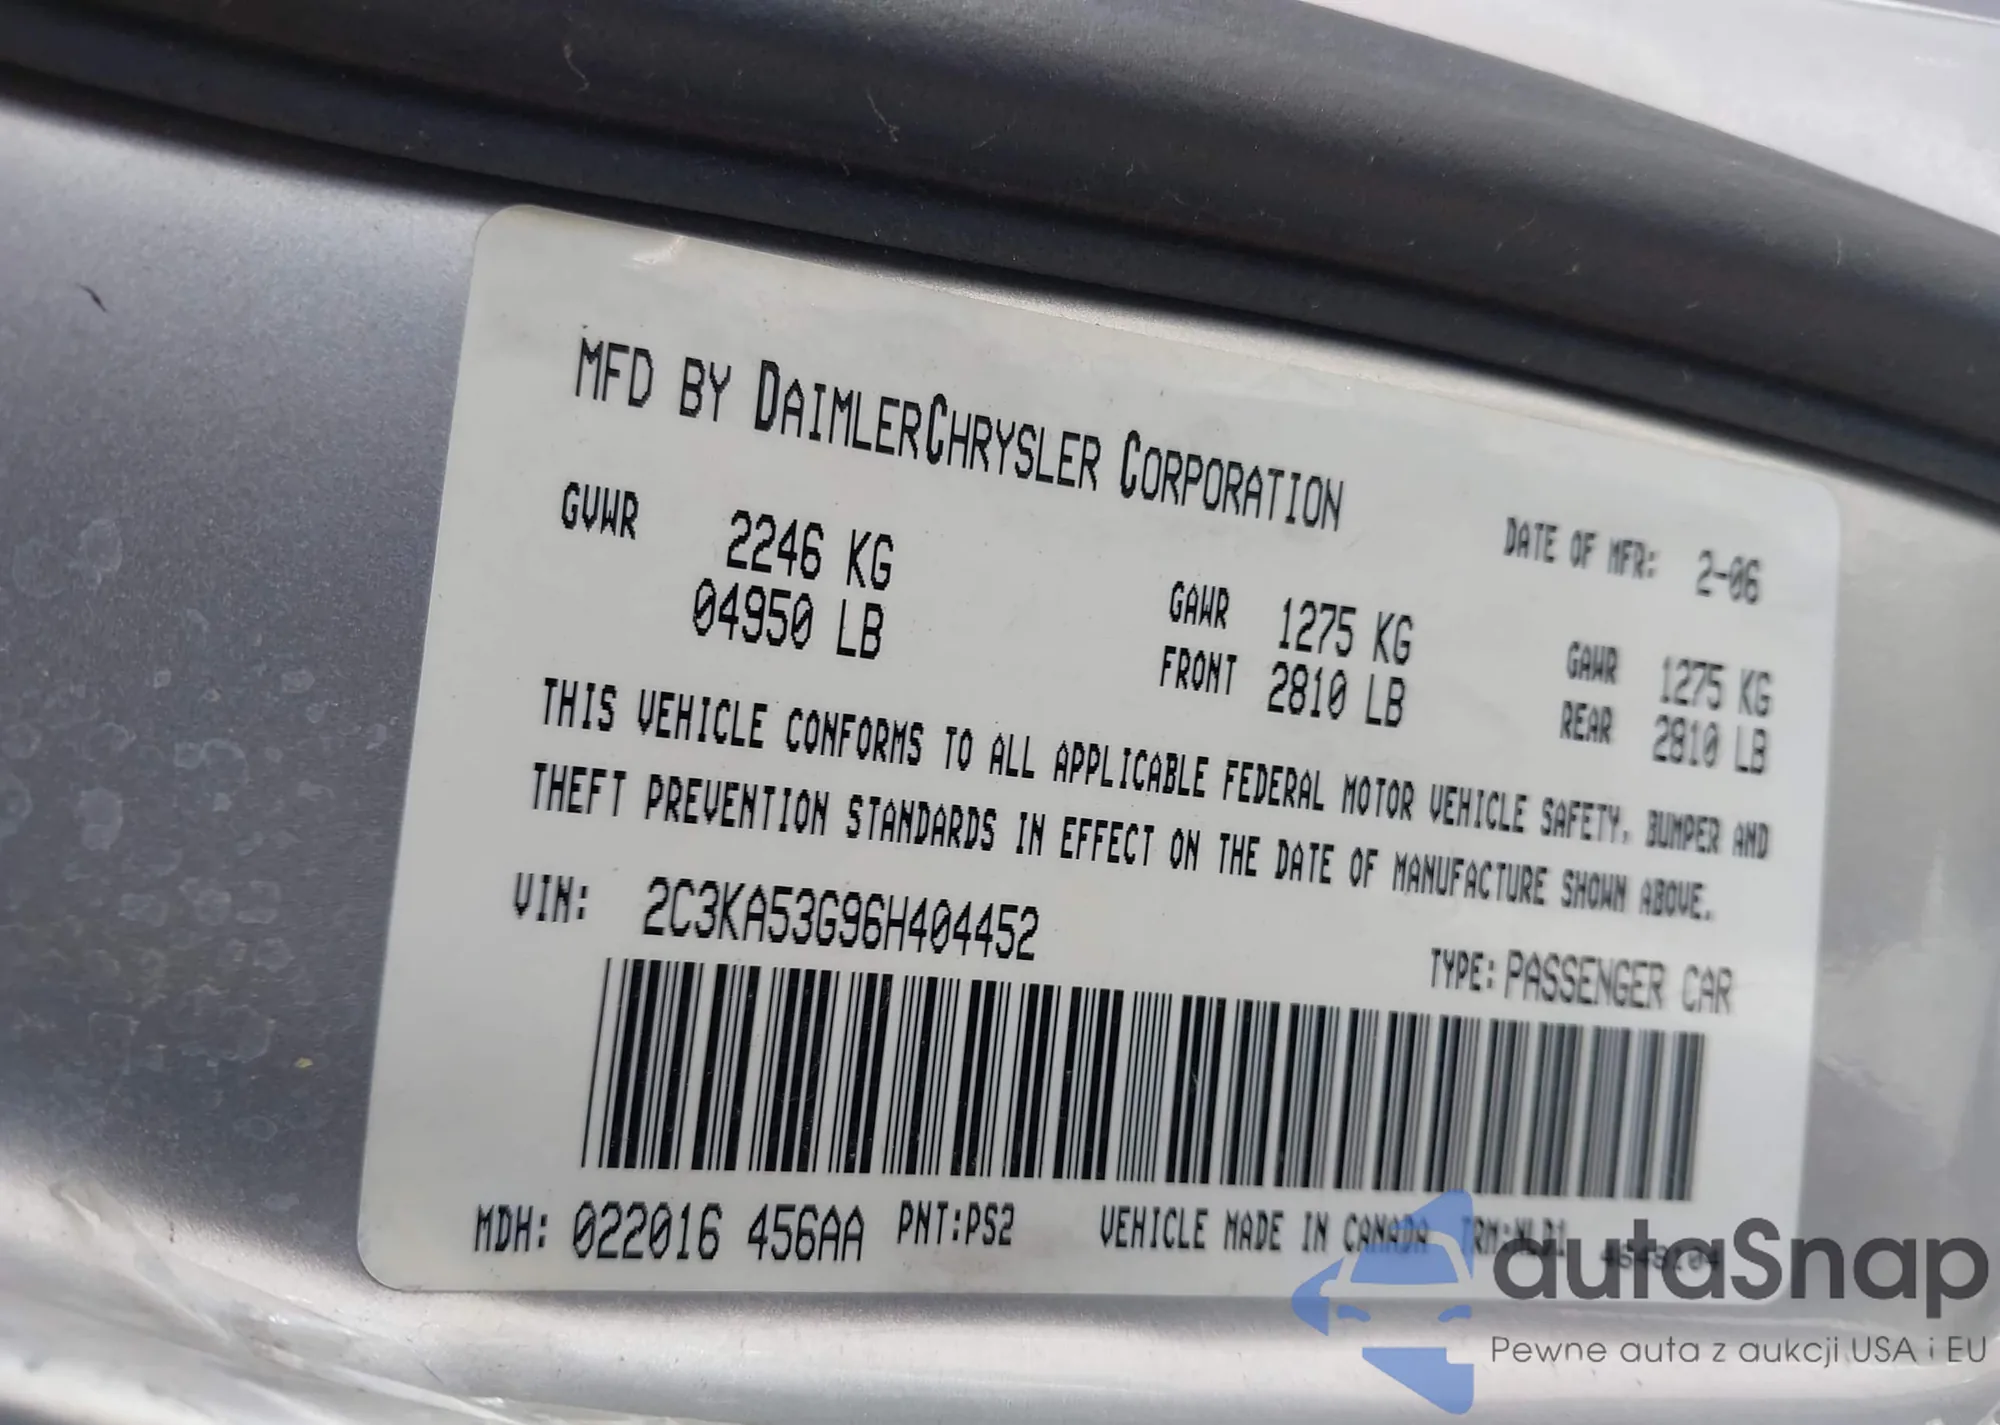 MFD BY DAIMLERCHRYSLER CORPORATION
DATE OF MFR: 2-06
GVWR 2246 KG
04950 LB
GAWR 1275 KG
FRONT 2810 LB
GAWR 1275 KG
REAR 2810 LB
THIS VEHICLE CONFORMS TO ALL APPLICABLE FEDERAL MOTOR VEHICLE SAFETY, BUMPER AND
THEFT PREVENTION STANDARDS IN EFFECT ON THE DATE OF MANUFACTURE SHOWN ABOVE.
VIN: 2C3KA53G96H404452
TYPE: PASSENGER CAR
MDH: 022016 456AA PNT:PS2 VEHICLE MADE IN CANADA
autaSnap
Pewne auta z aukcji USA i EU